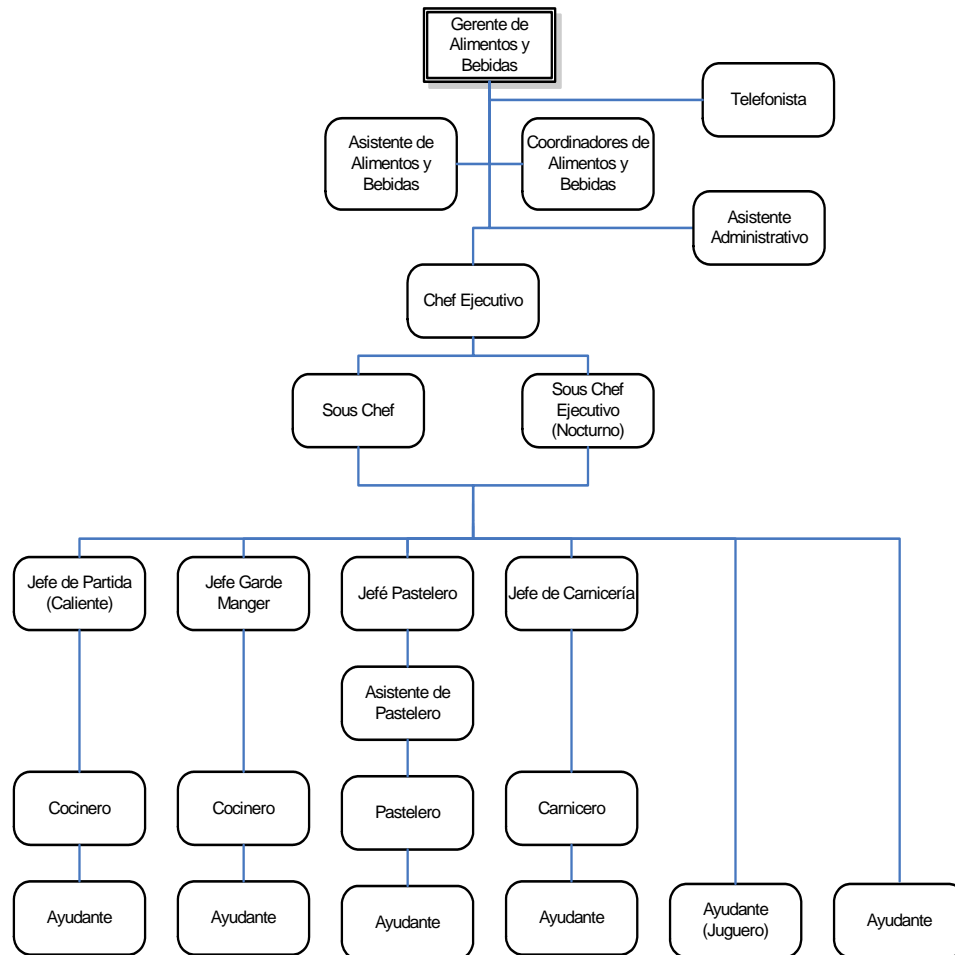 Gerente de
Alimentos y
Bebidas
Telefonista
Asistente de
Alimentos y
Bebidas
Coordinadores de
Alimentos y
Bebidas
Asistente
Administrativo
Chef Ejecutivo
Sous Chef
Sous Chef
Ejecutivo
(Nocturno)
Jefe de Partida
(Caliente)
Jefe Garde
Manger
Jefé Pastelero
Jefe de Carnicería
Asistente de
Pastelero
Cocinero
Cocinero
Pastelero
Carnicero
Ayudante
Ayudante
Ayudante
Ayudante
Ayudante
(Juguero)
Ayudante